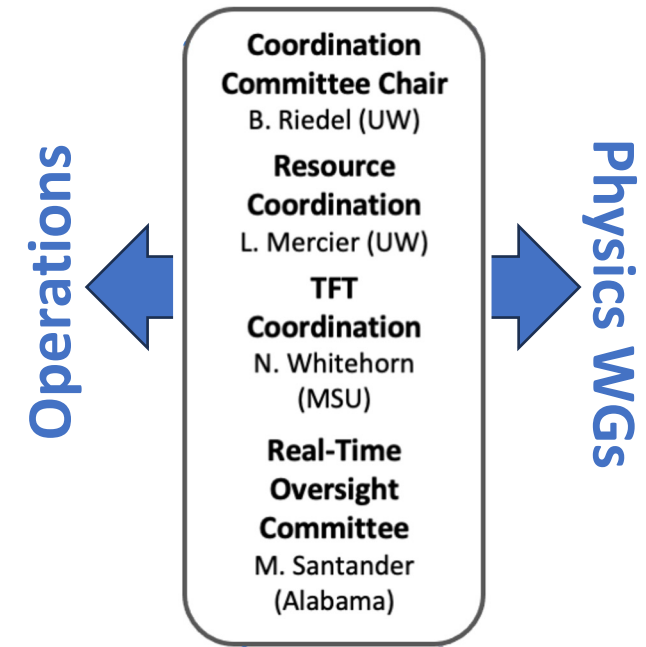 Operations
Coordination
Committee Chair
B. Riedel (UW)
Resource
Coordination
L. Mercier (UW)
TFT
Coordination
N. Whitehorn
(MSU)
Real-Time
Oversight
Committee
M. Santander
(Alabama)
Physics WGs